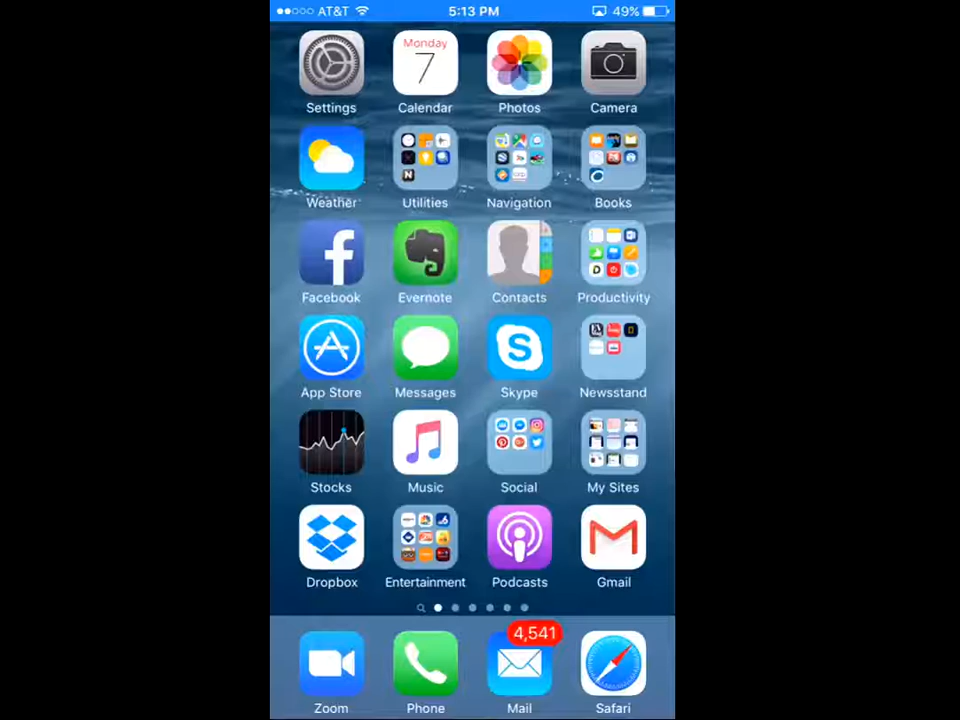 AT&T 5:13 PM 49%
Monday
7
Settings Calendar Photos Camera
Weather Utilities Navigation Books
Facebook Evernote Contacts Productivity
App Store Messages Skype Newsstand
Stocks Music Social My Sites
Dropbox Entertainment Podcasts Gmail
4,541
Zoom Phone Mail Safari